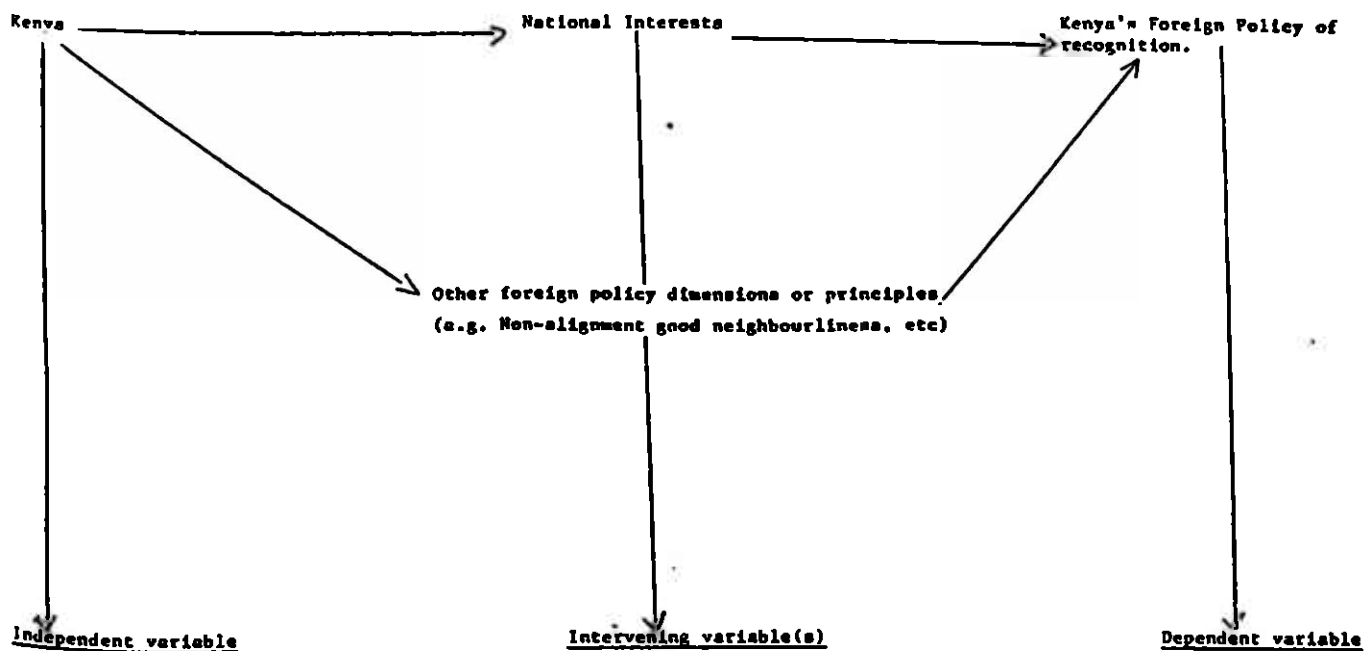 Kenya
National Interests
Kenya's Foreign Policy of
recognition.
Other foreign policy dimensions or principles
(e.g. Non-alignment good neighbourliness, etc)
Independent variable
Intervening variable(s)
Dependent variable